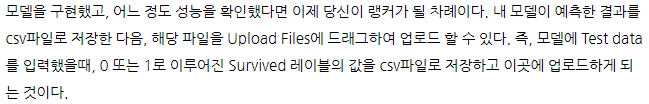 모델을 구현했고, 어느 정도 성능을 확인했다면 이제 당신이 랭커가 될 차례이다. 내 모델이 예측한 결과를
csv파일로 저장한 다음, 해당 파일을 Upload Files에 드래그하여 업로드 할 수 있다. 즉, 모델에 Test data
를 입력했을때, 0 또는 1로 이루어진 Survived 레이블의 값을 csv파일로 저장하고 이곳에 업로드하게 되
는 것이다.